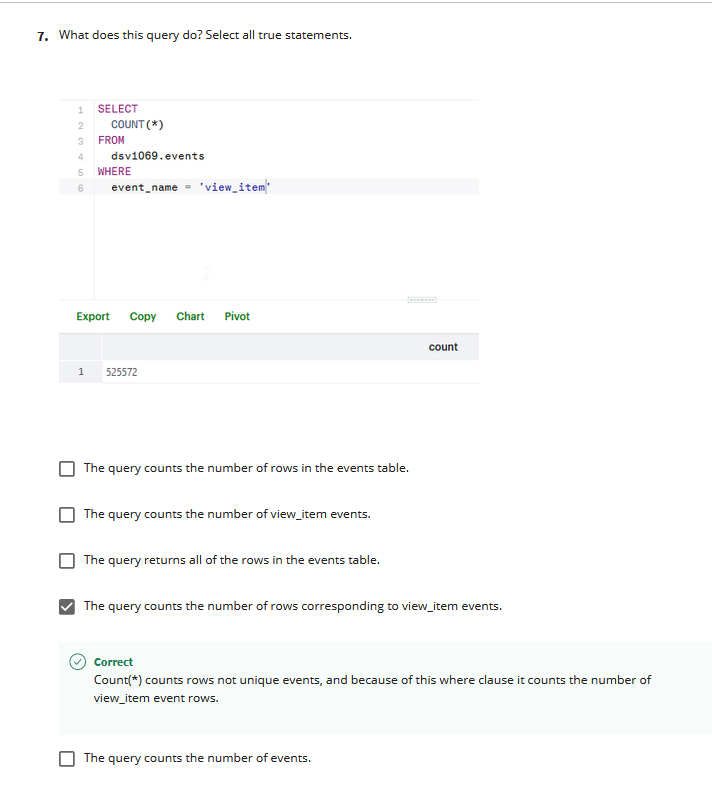 7. What does this query do? Select all true statements.
1 SELECT
2 COUNT(*)
3 FROM
4 dsv1069.events
5 WHERE
6 event_name = 'view_item'
Export Copy Chart Pivot
count
1 525572
The query counts the number of rows in the events table.
The query counts the number of view_item events.
The query returns all of the rows in the events table.
The query counts the number of rows corresponding to view_item events.
Correct
Count(*) counts rows not unique events, and because of this where clause it counts the number of
view_item event rows.
The query counts the number of events.